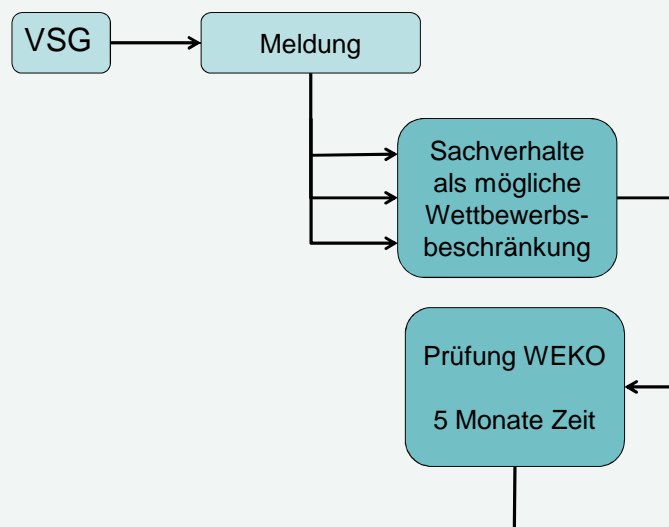 VSG
Meldung
Sachverhalte
als mögliche
Wettbewerbs-
beschränkung
Prüfung WEKO
5 Monate Zeit